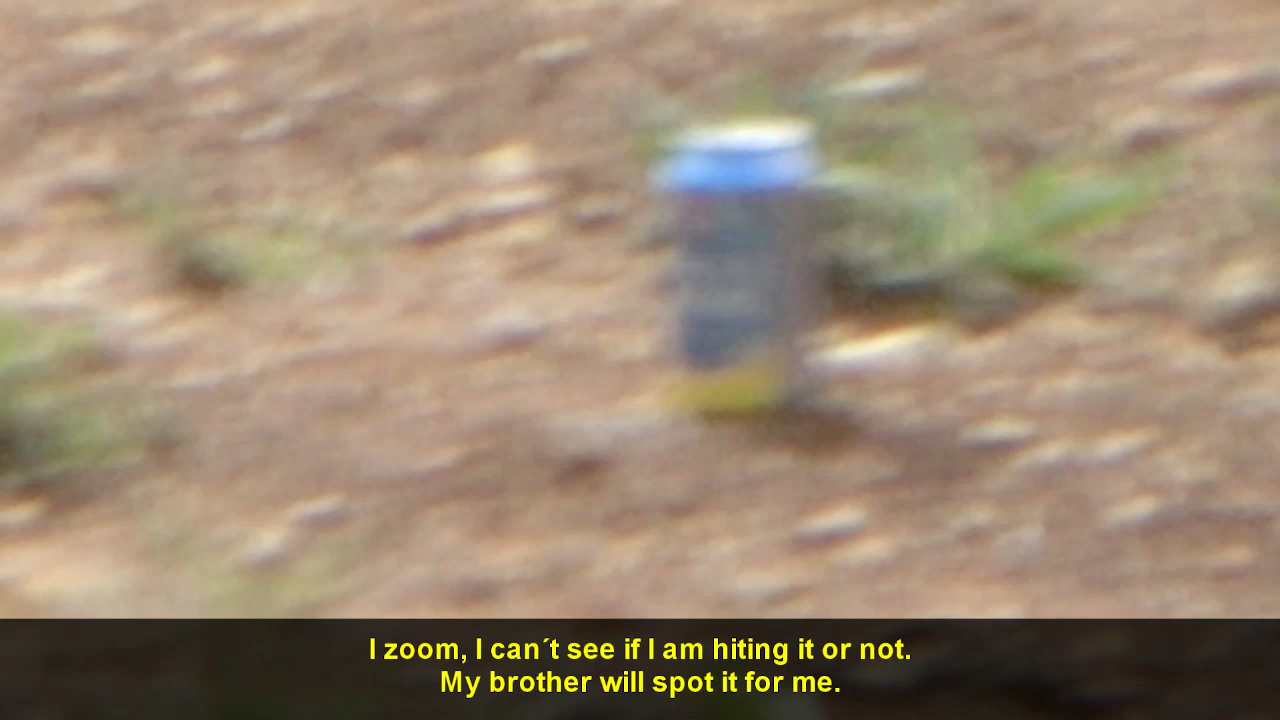 I zoom, I can´t see if I am hiting it or not.
My brother will spot it for me.